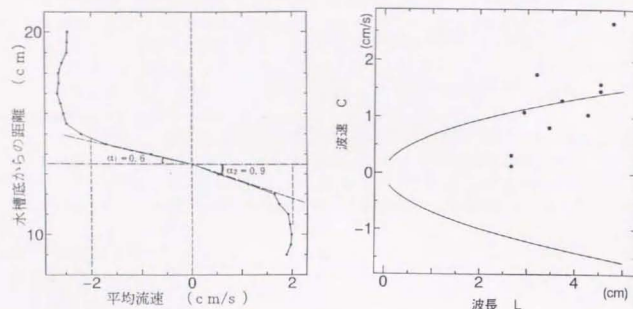 水槽底からの距離 (cm)
20
10
α₁=0.6
α₂=0.9
-2
0
2
平均流速 (cm/s)
(cm/s)
波速 C
2
1
0
-1
0
2
4
(cm)
波長 L